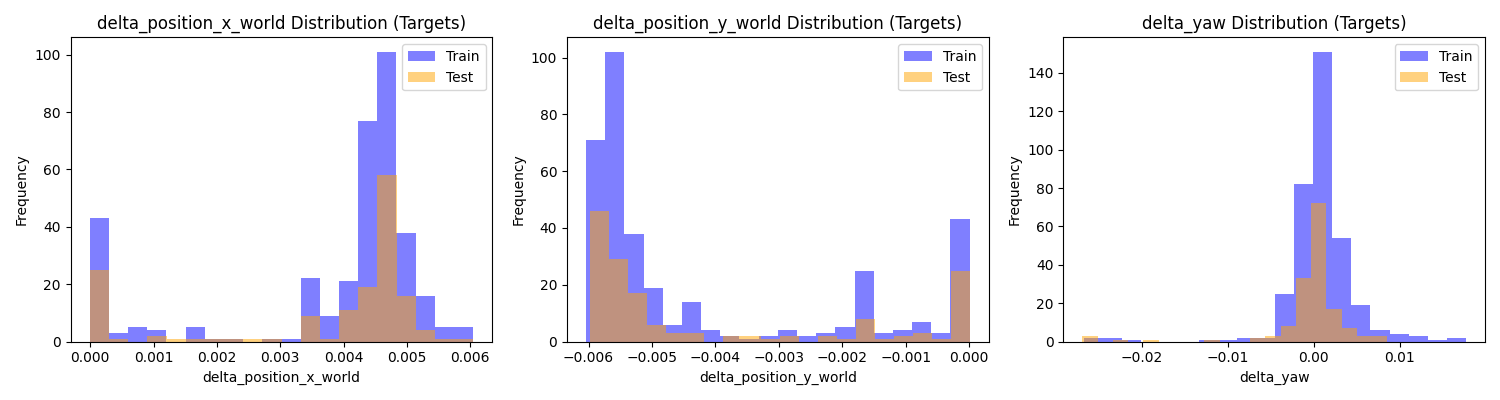 delta_position_x_world Distribution (Targets)
Frequency
100
80
60
40
20
0
Train
Test
0.000 0.001 0.002 0.003 0.004 0.005 0.006
delta_position_x_world
delta_position_y_world Distribution (Targets)
Frequency
100
80
60
40
20
0
Train
Test
−0.006 −0.005 −0.004 −0.003 −0.002 −0.001 0.000
delta_position_y_world
delta_yaw Distribution (Targets)
Frequency
140
120
100
80
60
40
20
0
Train
Test
−0.02 −0.01 0.00 0.01
delta_yaw